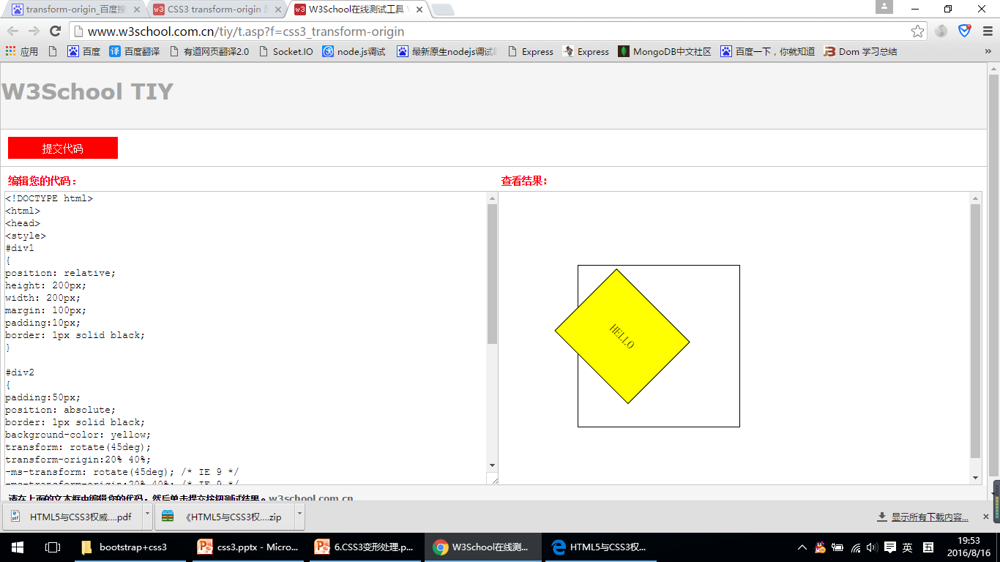 transform-origin_百度搜
CSS3 transform-origin 属
W3School在线测试工具 V
www.w3school.com.cn/tiy/t.asp?f=css3_transform-origin
应用
百度
百度翻译
有道网页翻译2.0
Socket.IO
node.js调试
最新原生nodejs调试
Express
Express
MongoDB中文社区
百度一下，你就知道
Dom 学习总结
W3School TIY
提交代码
编辑您的代码：
查看结果:
<!DOCTYPE html>
<html>
<head>
<style>
#div1
{
position: relative;
height: 200px;
width: 200px;
margin: 100px;
padding:10px;
border: 1px solid black;
}
#div2
{
padding:50px;
position: absolute;
border: 1px solid black;
background-color: yellow;
transform: rotate(45deg);
transform-origin:20% 40%;
-ms-transform: rotate(45deg); /* IE 9 */
-ms-transform-origin:20% 40%; /* IE 9 */
HELLO
请在上面的文本框中编辑您的代码，然后单击提交按钮测试结果。w3school.com.cn
HTML5与CSS3权威....pdf
《HTML5与CSS3权....zip
显示所有下载内容...
bootstrap+css3
css3.pptx - Micro...
6.CSS3变形处理.p...
W3School在线测...
HTML5与CSS3权...
英
19:53
2016/8/16